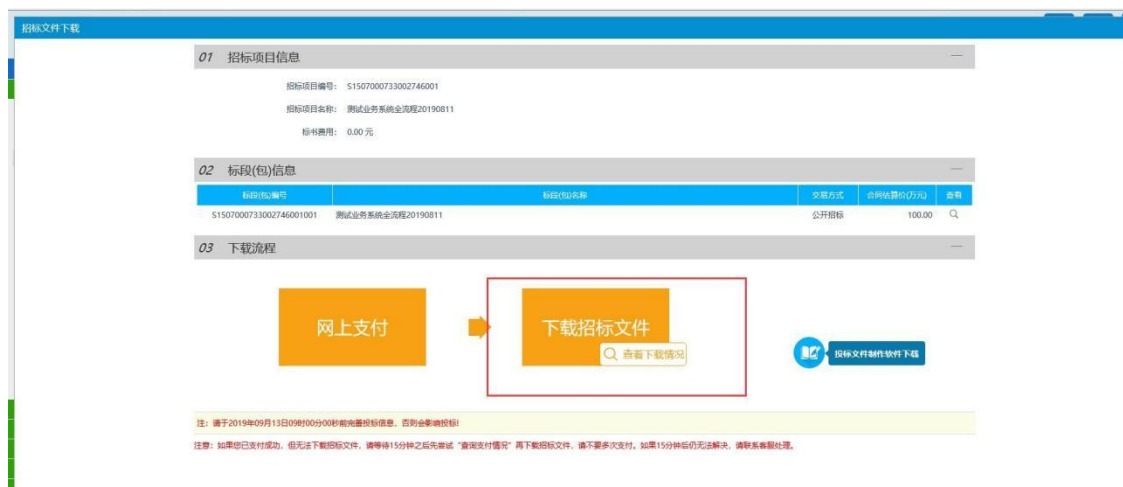 招标文件下载
01 招标项目信息
招标项目编号： S1507000733002746001
招标项目名称： 测试业务系统全流程20190811
标书费用： 0.00 元
02 标段(包)信息
标段(包)编号 标段(包)名称 交易方式 合同估算价(万元) 查看
S1507000733002746001001 测试业务系统全流程20190811 公开招标 100.00
03 下载流程
网上支付 下载招标文件
查看下载情况
投标文件制作软件下载
注：请于2019年09月13日09时00分00秒前完善投标信息，否则会影响投标!
注意：如果您已支付成功，但无法下载招标文件，请等待15分钟之后先尝试“查询支付情况”再下载招标文件，请不要多次支付。如果15分钟后仍无法解决，请联系客服处理。